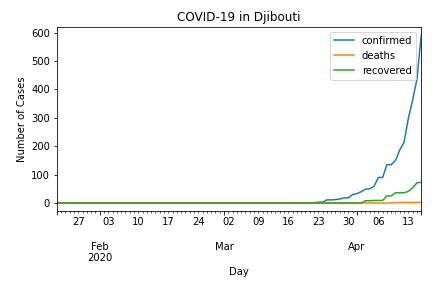 COVID-19 in Djibouti
600
500
400
300
200
100
0
Number of Cases
confirmed
deaths
recovered
27 03 10 17 24 02 09 16 23 30 06 13
Feb Mar Apr
2020
Day